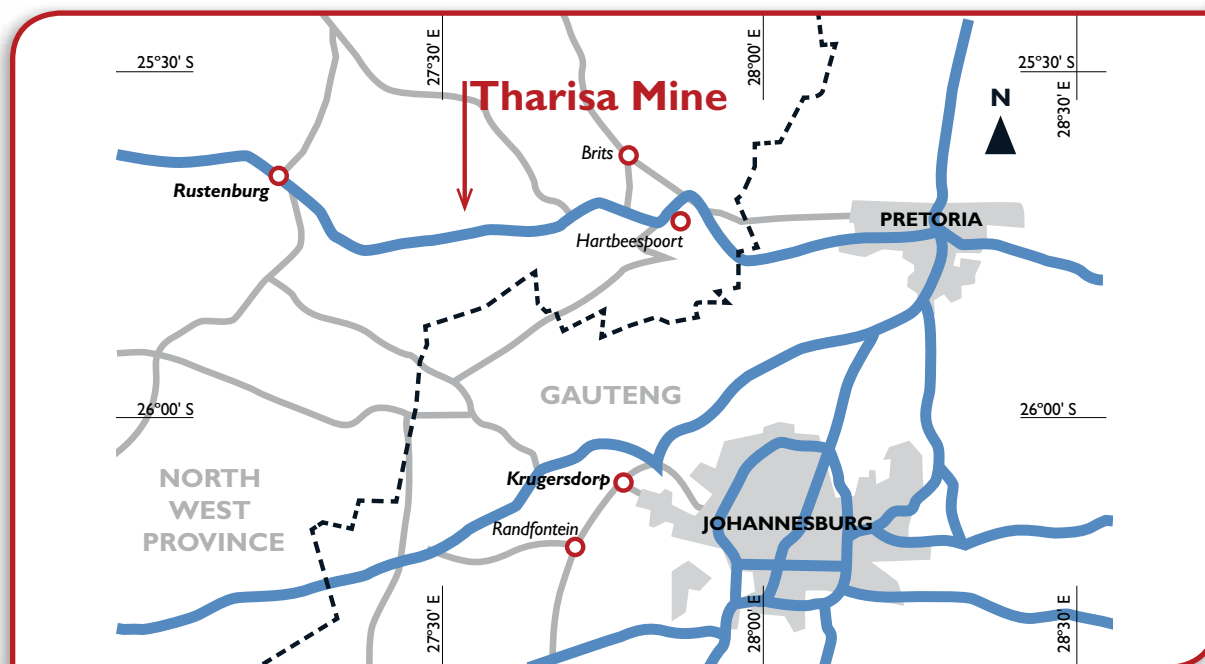 25°30' S
27°30' E
28°00' E
25°30' S
28°30' E
Tharisa Mine
N
Brits
Rustenburg
PRETORIA
Hartbeespoort
GAUTENG
26°00' S
26°00' S
NORTH
WEST
PROVINCE
Krugersdorp
JOHANNESBURG
Randfontein
27°30' E
28°00' E
28°30' E